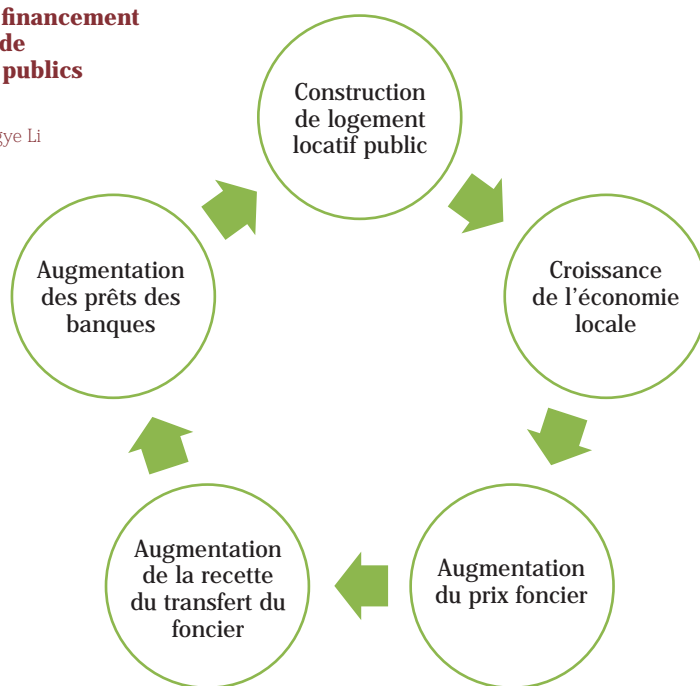 financement
de
publics
gye Li
Construction
de logement
locatif public
Croissance
de l'économie
locale
Augmentation
du prix foncier
Augmentation
de la recette
du transfert du
foncier
Augmentation
des prêts des
banques